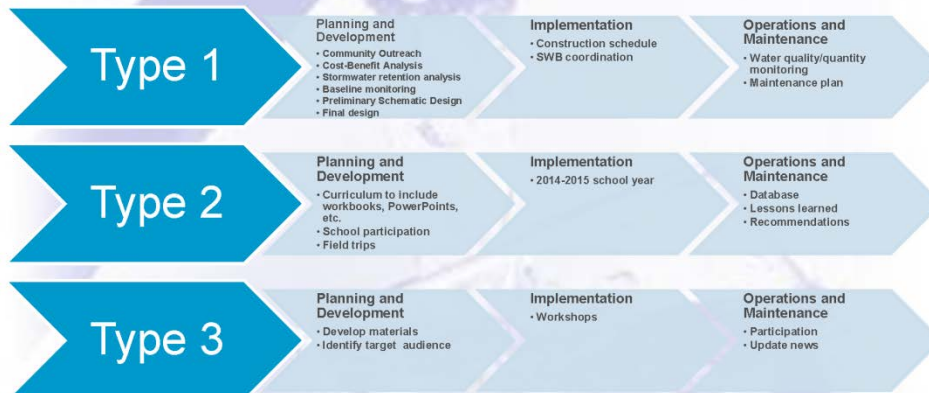 Type 1
Planning and
Development
• Community Outreach
• Cost-Benefit Analysis
• Stormwater retention analysis
• Baseline monitoring
• Preliminary Schematic Design
• Final design
Implementation
• Construction schedule
• SWB coordination
Operations and
Maintenance
• Water quality/quantity
monitoring
• Maintenance plan
Type 2
Planning and
Development
• Curriculum to include
workbooks, PowerPoints,
etc.
• School participation
• Field trips
Implementation
• 2014-2015 school year
Operations and
Maintenance
• Database
• Lessons learned
• Recommendations
Type 3
Planning and
Development
• Develop materials
• Identify target audience
Implementation
• Workshops
Operations and
Maintenance
• Participation
• Update news